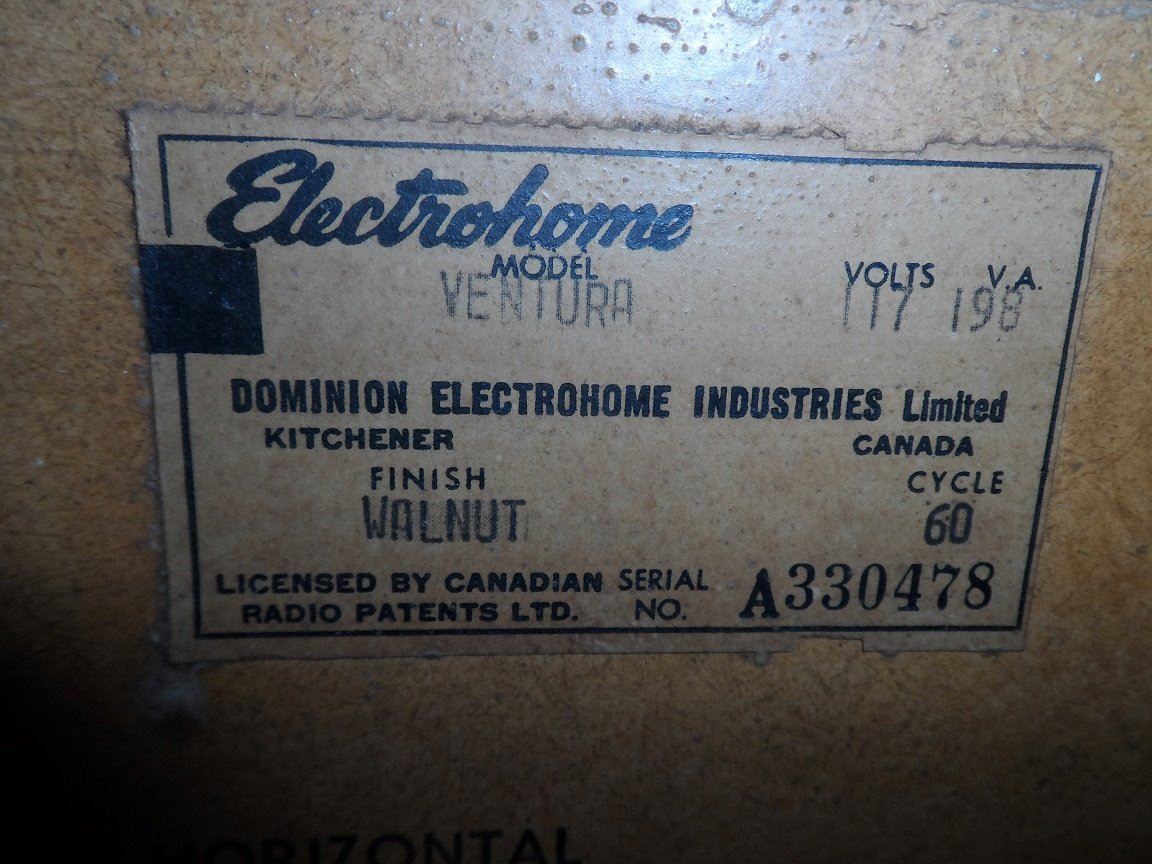 Electrohome
MODEL VOLTS V.A.
VENTURA 117 198
DOMINION ELECTROHOME INDUSTRIES Limited
KITCHENER CANADA
FINISH CYCLE
WALNUT 60
LICENSED BY CANADIAN SERIAL
RADIO PATENTS LTD. NO. A330478
HORIZONTAL